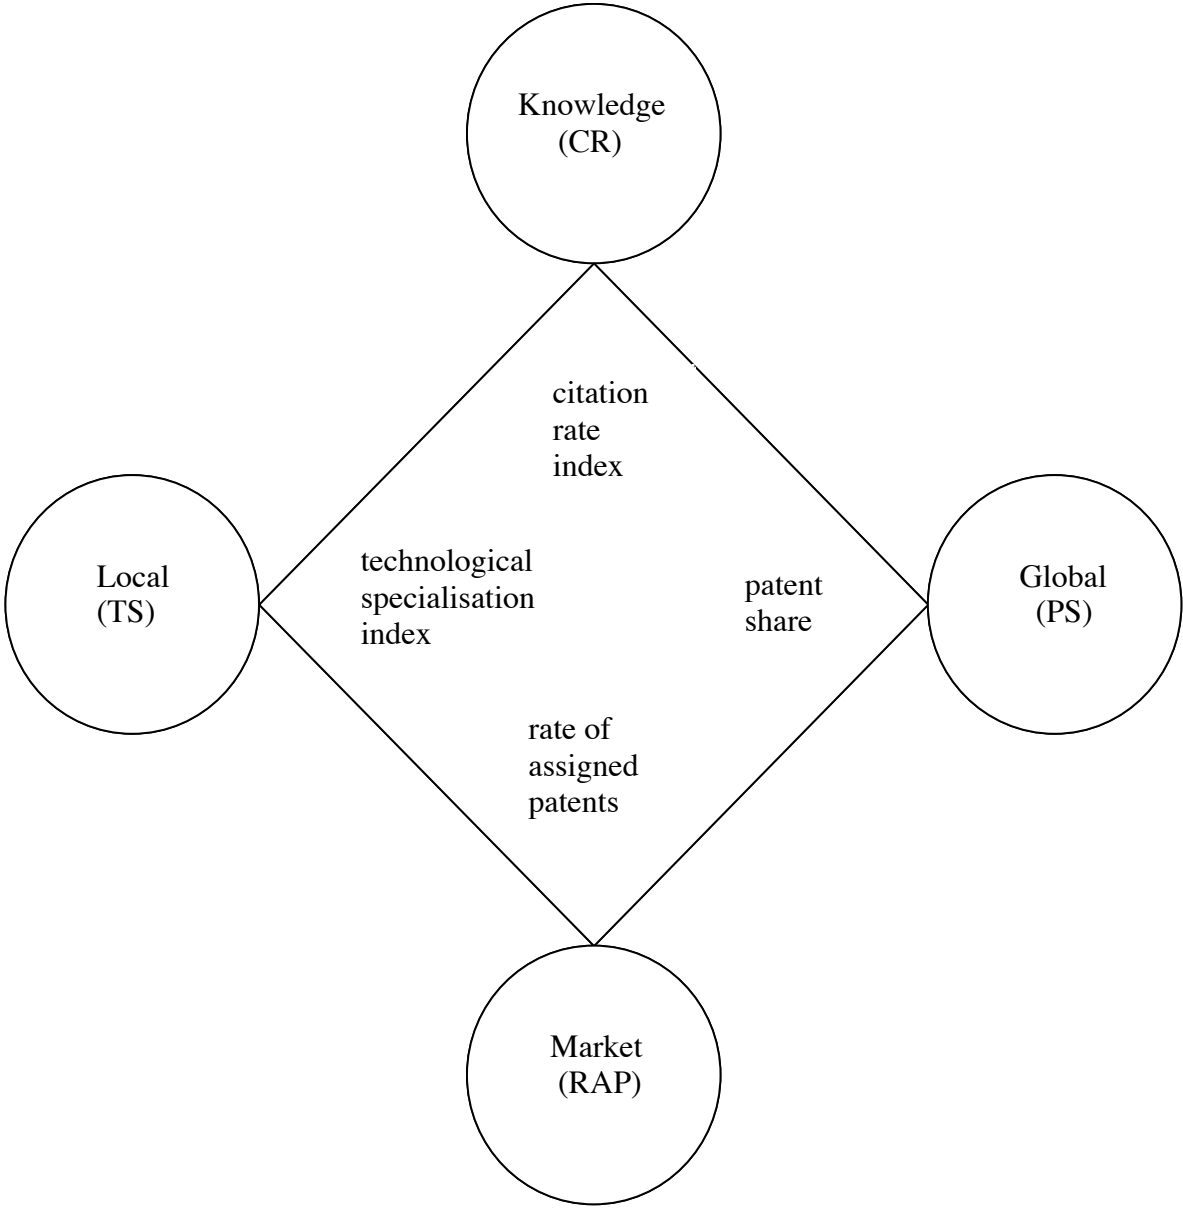 Knowledge
(CR)
citation
rate
index
Local
(TS)
technological
specialisation
index
patent
share
Global
(PS)
rate of
assigned
patents
Market
(RAP)